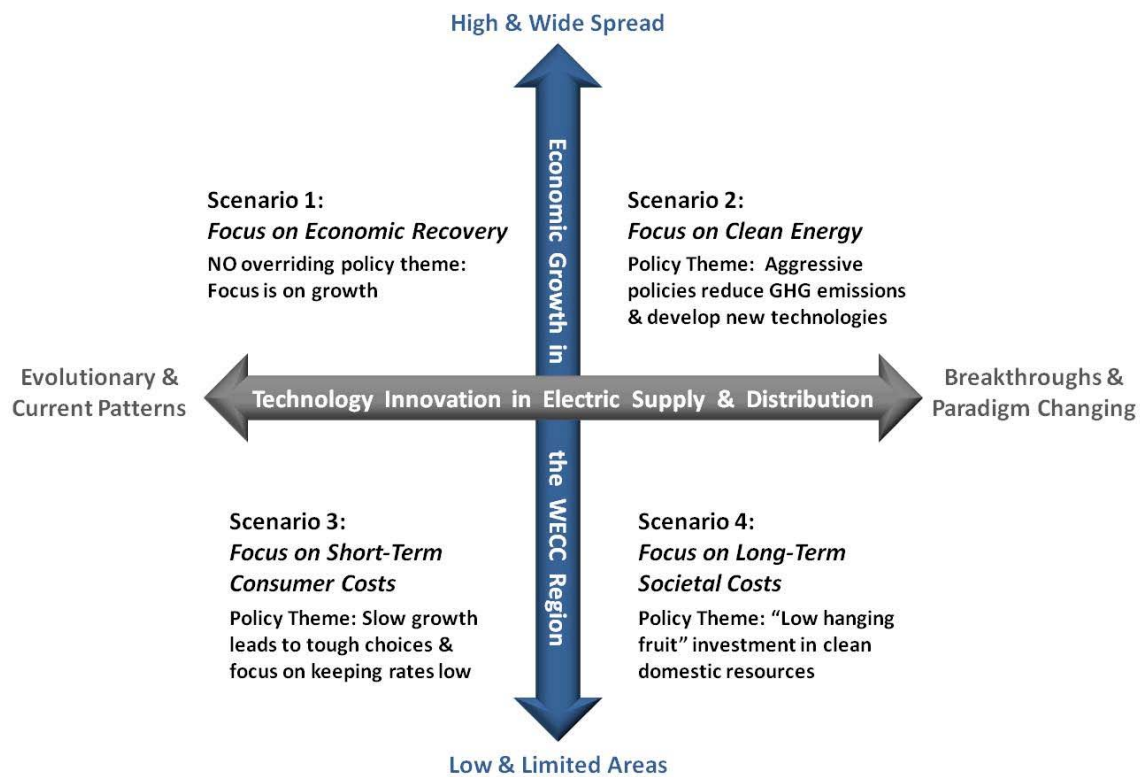 High & Wide Spread
Economic Growth in
the WECC Region
Scenario 1:
Focus on Economic Recovery
NO overriding policy theme:
Focus is on growth
Scenario 2:
Focus on Clean Energy
Policy Theme: Aggressive
policies reduce GHG emissions
& develop new technologies
Evolutionary &
Current Patterns
Technology Innovation in Electric Supply & Distribution
Breakthroughs &
Paradigm Changing
Scenario 3:
Focus on Short-Term
Consumer Costs
Policy Theme: Slow growth
leads to tough choices &
focus on keeping rates low
Scenario 4:
Focus on Long-Term
Societal Costs
Policy Theme: “Low hanging
fruit” investment in clean
domestic resources
Low & Limited Areas